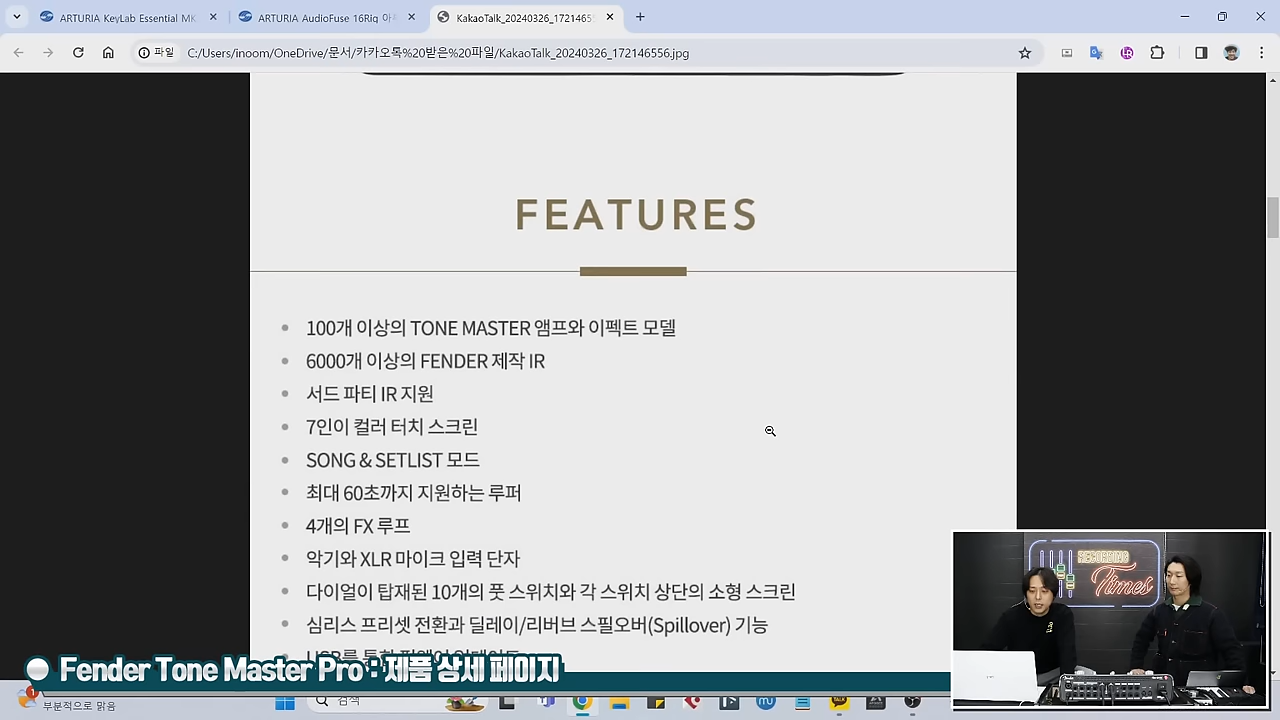 ARTURIA KeyLab Essential MK
ARTURIA AudioFuse 16Rig 아
KakaoTalk_20240326_172146
파일
C:/Users/inoom/OneDrive/문서/카카오톡%20받은%20파일/KakaoTalk_20240326_172146556.jpg
FEATURES
100개 이상의 TONE MASTER 앰프와 이펙트 모델
6000개 이상의 FENDER 제작 IR
서드 파티 IR 지원
7인이 컬러 터치 스크린
SONG & SETLIST 모드
최대 60초까지 지원하는 루퍼
4개의 FX 루프
악기와 XLR 마이크 입력 단자
다이얼이 탑재된 10개의 풋 스위치와 각 스위치 상단의 소형 스크린
심리스 프리셋 전환과 딜레이/리버브 스필오버(Spillover) 기능
RECORDING
Times
Fender Tone Master Pro : 제품 상세 페이지
부분적으로 맑음
검색